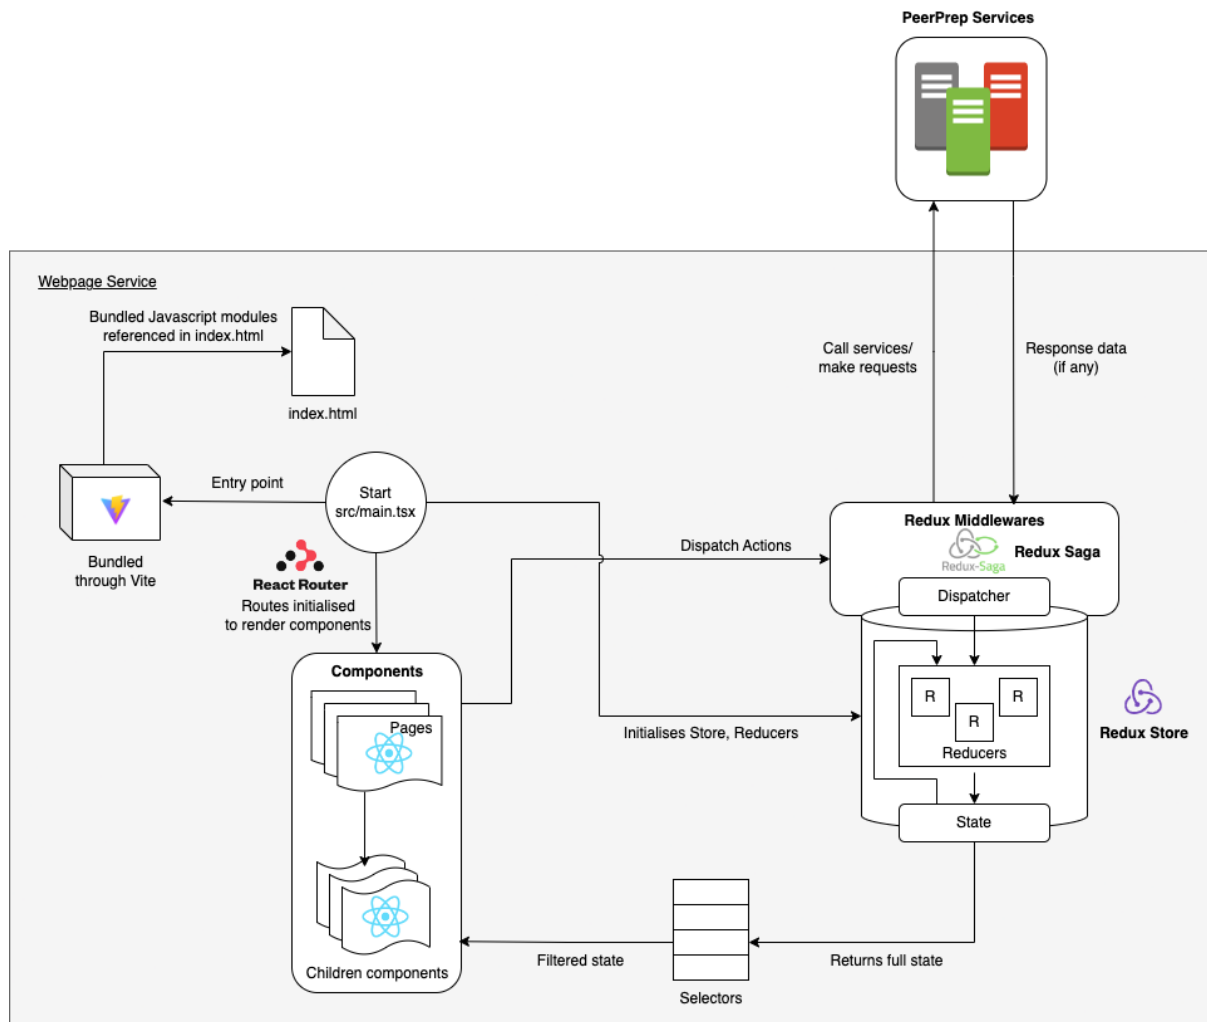 PeerPrep Services
Webpage Service
Bundled Javascript modules
referenced in index.html
index.html
Call services/
make requests
Response data
(if any)
Entry point
Start
src/main.tsx
Bundled
through Vite
React Router
Routes initialised
to render components
Dispatch Actions
Redux Middlewares
Redux-Saga
Redux Saga
Dispatcher
Components
Pages
R
R
R
Reducers
Initialises Store, Reducers
Redux Store
State
Children components
Filtered state
Selectors
Returns full state